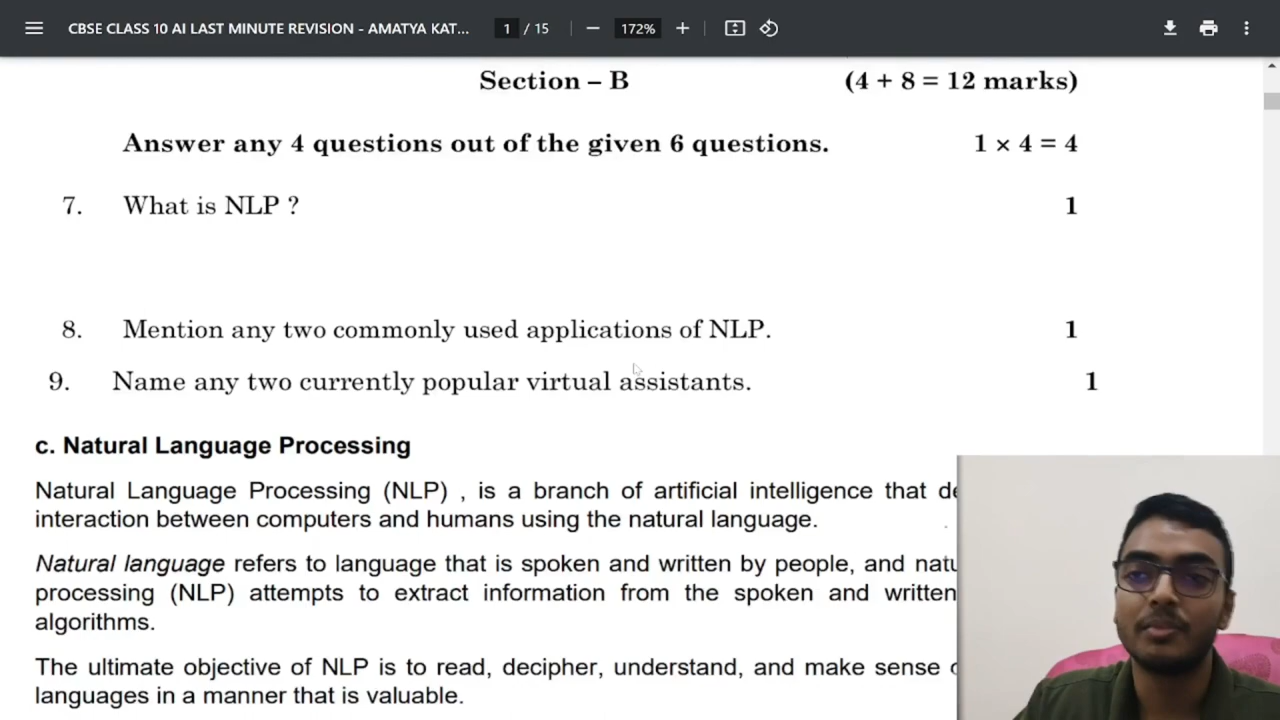 CBSE CLASS 10 AI LAST MINUTE REVISION - AMATYA KAT...
1 / 15
172%
Section – B (4 + 8 = 12 marks)
Answer any 4 questions out of the given 6 questions. 1 × 4 = 4
7. What is NLP ? 1
8. Mention any two commonly used applications of NLP. 1
9. Name any two currently popular virtual assistants. 1
c. Natural Language Processing
Natural Language Processing (NLP) , is a branch of artificial intelligence that
interaction between computers and humans using the natural language.
Natural language refers to language that is spoken and written by people, and
processing (NLP) attempts to extract information from the spoken and written
algorithms.
The ultimate objective of NLP is to read, decipher, understand, and make sense
languages in a manner that is valuable.